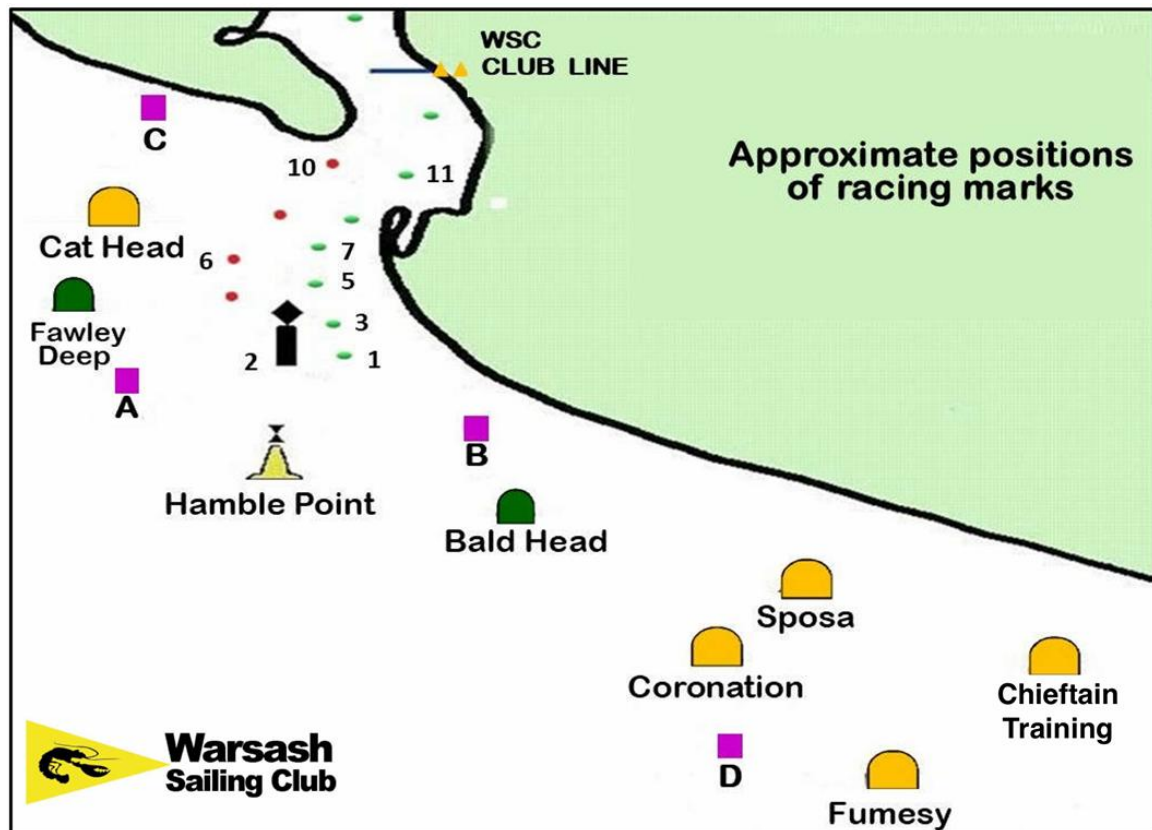 WSC
CLUB LINE
C
Approximate positions
of racing marks
10
11
Cat Head
7
6
5
Fawley
Deep
3
2
1
A
B
Hamble Point
Bald Head
Sposa
Coronation
Chieftain
Training
Warsash
Sailing Club
D
Fumesy